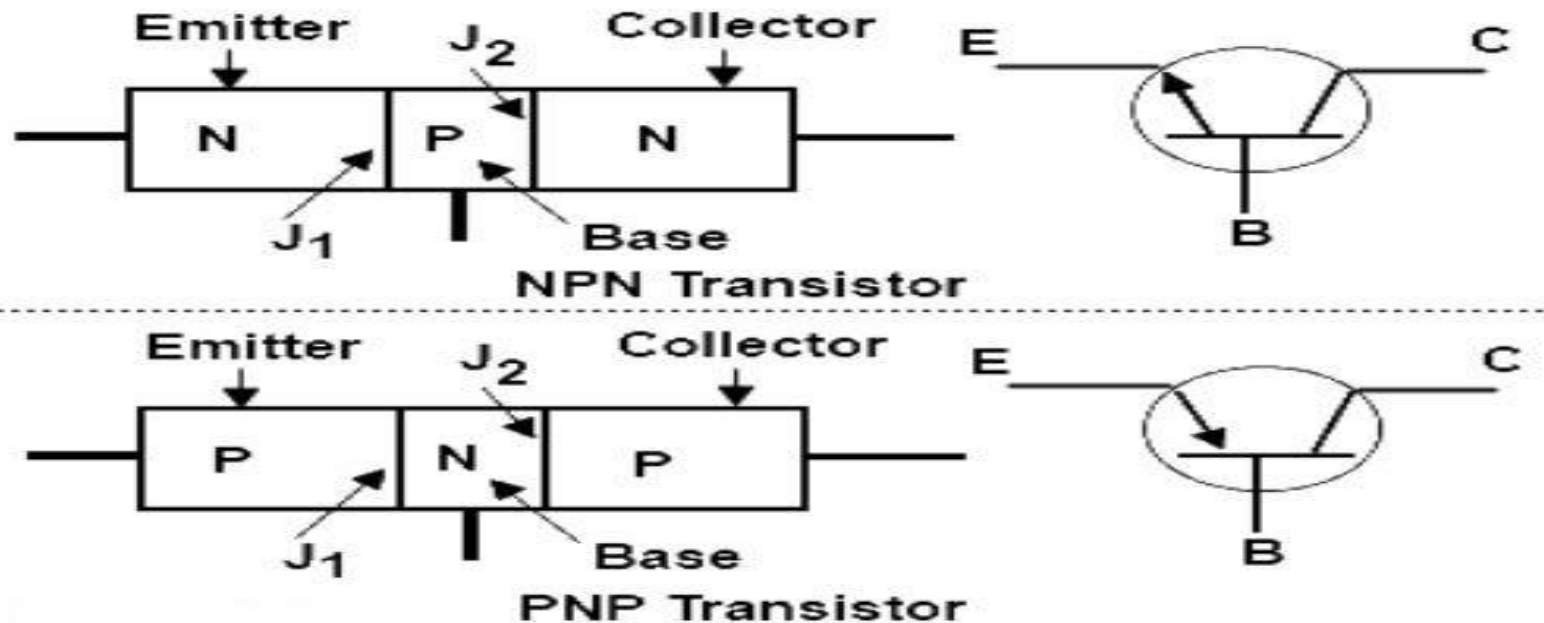 Emitter J2 Collector E C
N P N
J1 Base B
NPN Transistor
Emitter J2 Collector E C
P N P
J1 Base B
PNP Transistor